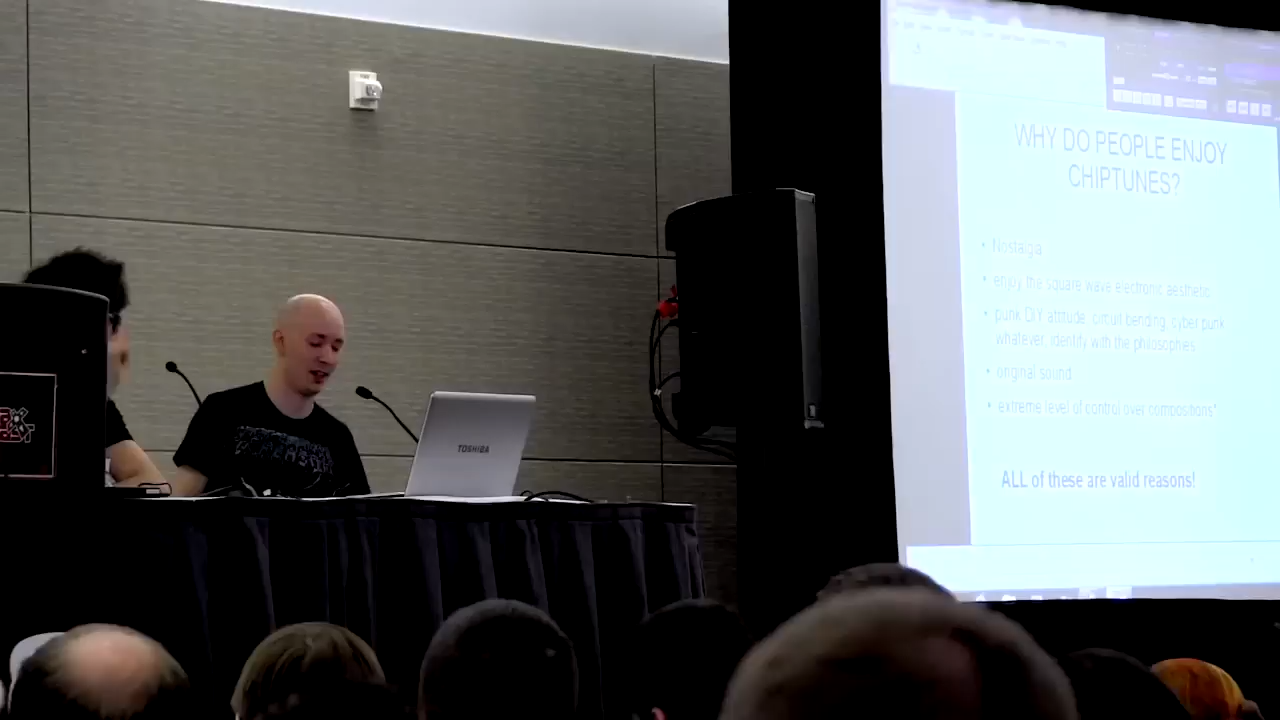 WHY DO PEOPLE ENJOY
CHIPTUNES?
• Nostalgia
• enjoy the square wave electronic aesthetic
• punk DIY attitude, circuit bending, cyber punk
whatever, identify with the philosophies
• original sound
• extreme level of control over compositions*
ALL of these are valid reasons!
TOSHIBA